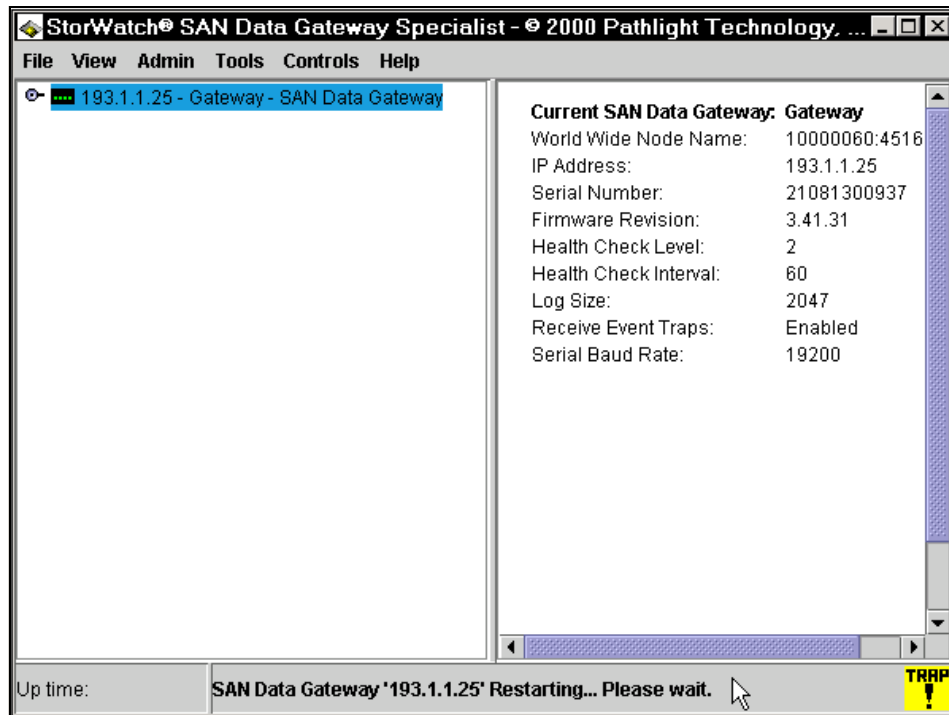 StorWatch® SAN Data Gateway Specialist - © 2000 Pathlight Technology, ...
File View Admin Tools Controls Help
193.1.1.25 - Gateway - SAN Data Gateway
Current SAN Data Gateway: Gateway
World Wide Node Name: 10000060:4516
IP Address: 193.1.1.25
Serial Number: 21081300937
Firmware Revision: 3.41.31
Health Check Level: 2
Health Check Interval: 60
Log Size: 2047
Receive Event Traps: Enabled
Serial Baud Rate: 19200
Up time: SAN Data Gateway '193.1.1.25' Restarting... Please wait.
TRAP
!